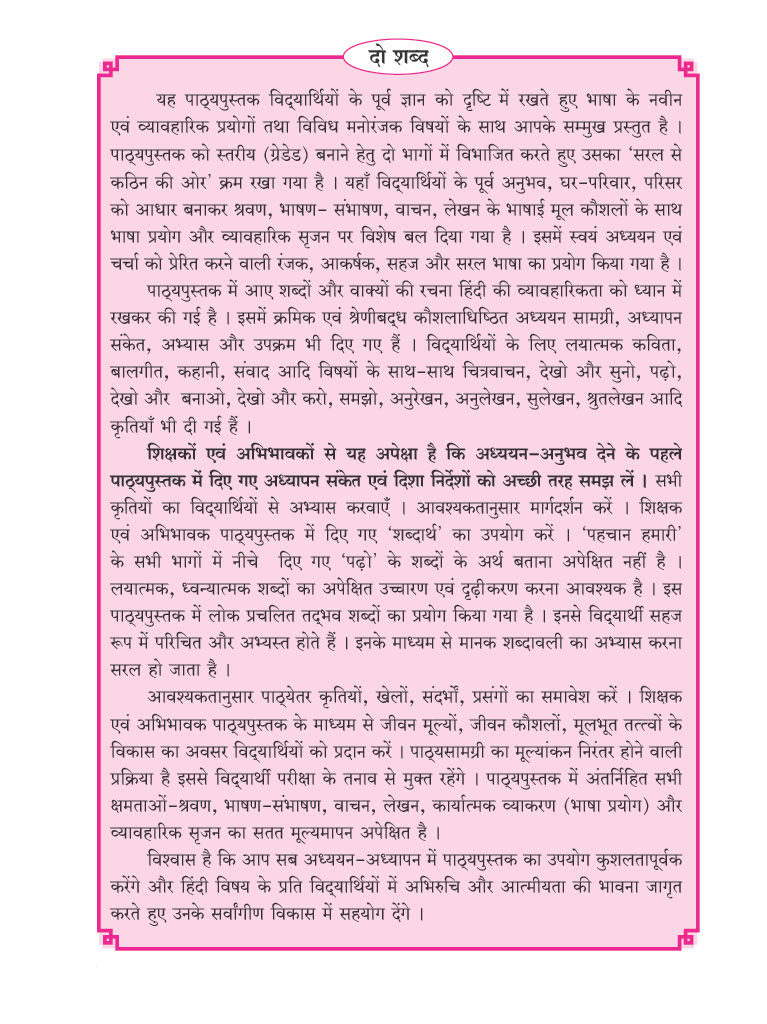 दो शब्द
यह पाठ्यपुस्तक विद्यार्थियों के पूर्व ज्ञान को दृष्टि में रखते हुए भाषा के नवीन
एवं व्यावहारिक प्रयोगों तथा विविध मनोरंजक विषयों के साथ आपके सम्मुख प्रस्तुत है ।
पाठ्यपुस्तक को स्तरीय (ग्रेडेड) बनाने हेतु दो भागों में विभाजित करते हुए उसका ‘सरल से
कठिन की ओर’ क्रम रखा गया है । यहाँ विद्यार्थियों के पूर्व अनुभव, घर-परिवार, परिसर
को आधार बनाकर श्रवण, भाषण- संभाषण, वाचन, लेखन के भाषाई मूल कौशलों के साथ
भाषा प्रयोग और व्यावहारिक सृजन पर विशेष बल दिया गया है । इसमें स्वयं अध्ययन एवं
चर्चा को प्रेरित करने वाली रंजक, आकर्षक, सहज और सरल भाषा का प्रयोग किया गया है ।
पाठ्यपुस्तक में आए शब्दों और वाक्यों की रचना हिंदी की व्यावहारिकता को ध्यान में
रखकर की गई है । इसमें क्रमिक एवं श्रेणीबद्ध कौशलाधिष्ठित अध्ययन सामग्री, अध्यापन
संकेत, अभ्यास और उपक्रम भी दिए गए हैं । विद्यार्थियों के लिए लयात्मक कविता,
बालगीत, कहानी, संवाद आदि विषयों के साथ-साथ चित्रवाचन, देखो और सुनो, पढ़ो,
देखो और बनाओ, देखो और करो, समझो, अनुरेखन, अनुलेखन, सुलेखन, श्रुतलेखन आदि
कृतियाँ भी दी गई हैं ।
शिक्षकों एवं अभिभावकों से यह अपेक्षा है कि अध्ययन-अनुभव देने के पहले
पाठ्यपुस्तक में दिए गए अध्यापन संकेत एवं दिशा निर्देशों को अच्छी तरह समझ लें । सभी
कृतियों का विद्यार्थियों से अभ्यास करवाएँ । आवश्यकतानुसार मार्गदर्शन करें । शिक्षक
एवं अभिभावक पाठ्यपुस्तक में दिए गए ‘शब्दार्थ’ का उपयोग करें । ‘पहचान हमारी’
के सभी भागों में नीचे दिए गए ‘पढ़ो’ के शब्दों के अर्थ बताना अपेक्षित नहीं है ।
लयात्मक, ध्वन्यात्मक शब्दों का अपेक्षित उच्चारण एवं दृढ़ीकरण करना आवश्यक है । इस
पाठ्यपुस्तक में लोक प्रचलित तद्भव शब्दों का प्रयोग किया गया है । इनसे विद्यार्थी सहज
रूप में परिचित और अभ्यस्त होते हैं । इनके माध्यम से मानक शब्दावली का अभ्यास करना
सरल हो जाता है ।
आवश्यकतानुसार पाठ्येतर कृतियों, खेलों, संदर्भों, प्रसंगों का समावेश करें । शिक्षक
एवं अभिभावक पाठ्यपुस्तक के माध्यम से जीवन मूल्यों, जीवन कौशलों, मूलभूत तत्त्वों के
विकास का अवसर विद्यार्थियों को प्रदान करें । पाठ्यसामग्री का मूल्यांकन निरंतर होने वाली
प्रक्रिया है इससे विद्यार्थी परीक्षा के तनाव से मुक्त रहेंगे । पाठ्यपुस्तक में अंतर्निहित सभी
क्षमताओं-श्रवण, भाषण-संभाषण, वाचन, लेखन, कार्यात्मक व्याकरण (भाषा प्रयोग) और
व्यावहारिक सृजन का सतत मूल्यमापन अपेक्षित है ।
विश्वास है कि आप सब अध्ययन-अध्यापन में पाठ्यपुस्तक का उपयोग कुशलतापूर्वक
करेंगे और हिंदी विषय के प्रति विद्यार्थियों में अभिरुचि और आत्मीयता की भावना जागृत
करते हुए उनके सर्वांगीण विकास में सहयोग देंगे ।